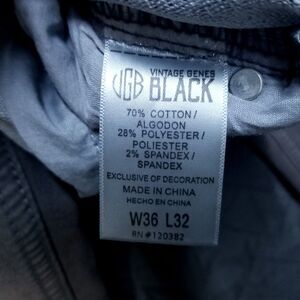 VGB VINTAGE GENES
BLACK
70% COTTON/
ALGODON
28% POLYESTER/
POLIESTER
2% SPANDEX/
SPANDEX
EXCLUSIVE OF DECORATION
MADE IN CHINA
HECHO EN CHINA
W36 L32
RN #120382